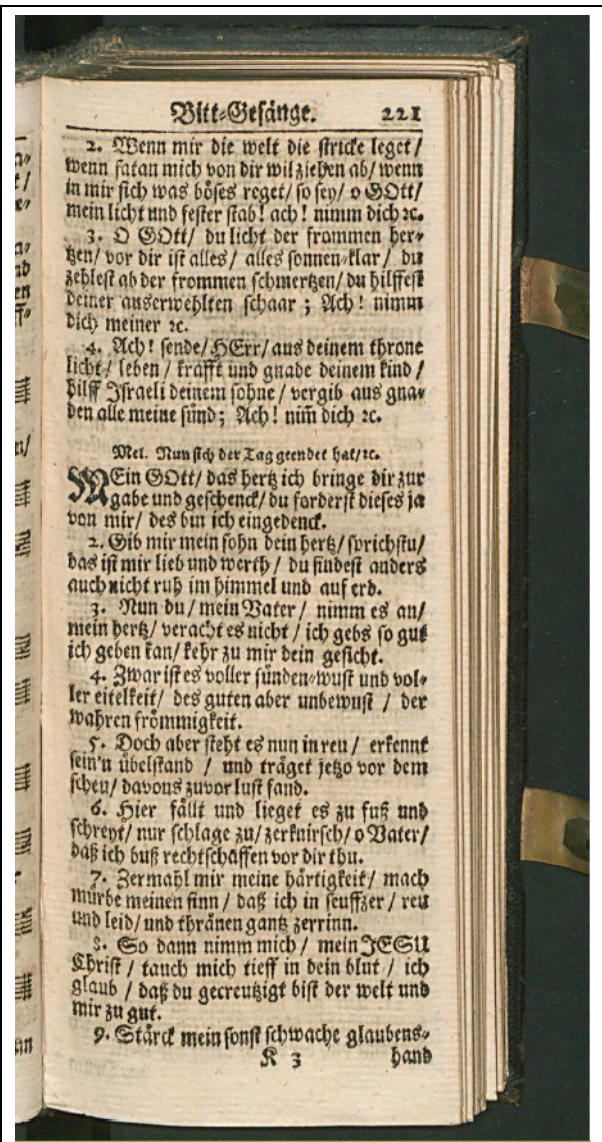 Bitt-Gesänge. 221
2. Wenn mir die welt die stricke leget/
wenn satan mich von dir wil ziehen ab/ wenn
in mir sich was böses reget/ so sey/ o GOtt/
mein licht und fester stab! ach! nimm dich ꝛc.
3. O GOtt/ du licht der frommen her-
tzen/ vor dir ist alles/ alles sonnen-klar/ du
zehlest ab der frommen schmertzen/ du hilffest
deiner auserwehlten schaar; Ach! nimm
dich meiner ꝛc.
4. Ach! sende/ HErr/ aus deinem throne
licht/ leben/ krafft und gnade deinem kind/
hilff Israeli deinem sohne/ vergib aus gna-
den alle meine sünd; Ach! nim̃ dich ꝛc.
Mel. Nun sich der Tag geendet hat/ ꝛc.
MEin GOtt/ das hertz ich bringe dir zur
gabe und geschenck/ du forderst dieses ja
von mir/ des bin ich eingedenck.
2. Gib mir mein sohn dein hertz/ sprichstu/
das ist mir lieb und werth/ du findest anders
auch nicht ruh im himmel und auf erd.
3. Nun du/ mein Vater/ nimm es an/
mein hertz/ veracht es nicht/ ich gebs so gut
ich geben kan/ kehr zu mir dein gesicht.
4. Zwar ist es voller sünden-wust und vol-
ler eitelkeit/ des guten aber unbewust/ der
wahren frömmigkeit.
5. Doch aber steht es nun in reu/ erkennt
sein'n übelstand/ und träget jetzo vor dem
scheu/ davons zuvor lust fand.
6. Hier fällt und lieget es zu fuß und
schreyt/ nur schlage zu/ zerknirsch/ o Vater/
daß ich buß rechtschaffen vor dir thu.
7. Zermahl mir meine härtigkeit/ mach
mürbe meinen sinn/ daß ich in seuffzer/ reu
und leid/ und thränen gantz zerrinn.
8. So dann nimm mich/ mein JESU
Christ/ tauch mich tieff in dein blut/ ich
glaub/ daß du gecreutzigt bist der welt und
mir zu gut.
9. Stärck mein sonst schwache glaubens-
K 3 hand